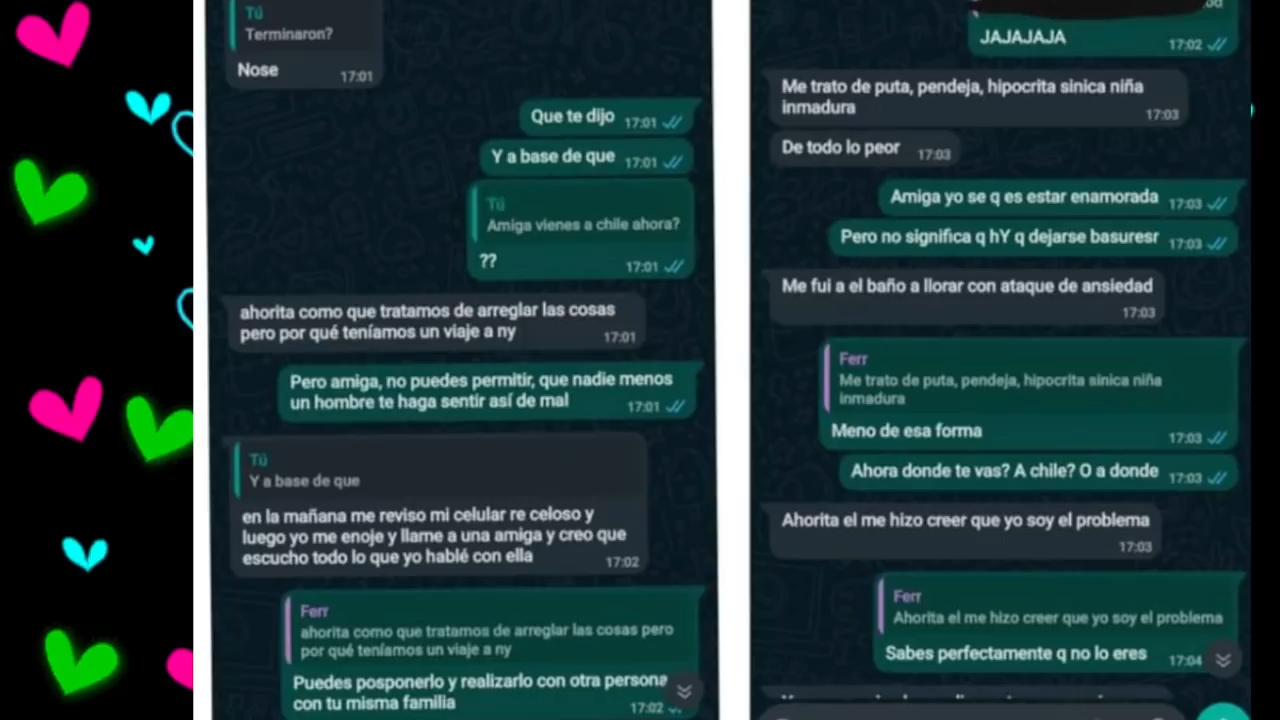 Tú
Terminaron?
Nose 17:01
Que te dijo 17:01
Y a base de que 17:01
Tú
Amiga vienes a chile ahora?
?? 17:01
ahorita como que tratamos de arreglar las cosas
pero por qué teníamos un viaje a ny 17:01
Pero amiga, no puedes permitir, que nadie menos
un hombre te haga sentir así de mal 17:01
Tú
Y a base de que
en la mañana me reviso mi celular re celoso y
luego yo me enoje y llame a una amiga y creo que
escucho todo lo que yo hablé con ella 17:02
Ferr
ahorita como que tratamos de arreglar las cosas pero
por qué teníamos un viaje a ny
Puedes posponerlo y realizarlo con otra persona
con tu misma familia 17:02
JAJAJAJA 17:02
Me trato de puta, pendeja, hipocrita sinica niña
inmadura 17:03
De todo lo peor 17:03
Amiga yo se q es estar enamorada 17:03
Pero no significa q hY q dejarse basuresr 17:03
Me fui a el baño a llorar con ataque de ansiedad
17:03
Ferr
Me trato de puta, pendeja, hipocrita sinica niña
inmadura
Meno de esa forma 17:03
Ahora donde te vas? A chile? O a donde 17:03
Ahorita el me hizo creer que yo soy el problema
17:03
Ferr
Ahorita el me hizo creer que yo soy el problema
Sabes perfectamente q no lo eres 17:04